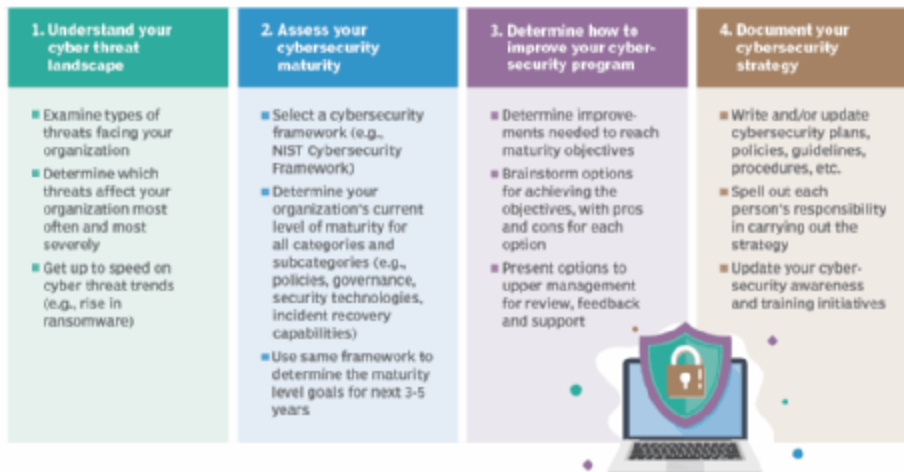 1. Understand your
cyber threat
landscape
Examine types of
threats facing your
organization
Determine which
threats affect your
organization most
often and most
severely
Get up to speed on
cyber threat trends
(e.g., rise in
ransomware)
2. Assess your
cybersecurity
maturity
Select a cybersecurity
framework (e.g.,
NIST Cybersecurity
Framework)
Determine your
organization's current
level of maturity for
all categories and
subcategories (e.g.,
policies, governance,
security technologies,
incident recovery
capabilities)
Use same framework to
determine the maturity
level goals for next 3-5
years
3. Determine how to
improve your cyber-
security program
Determine improve-
ments needed to reach
maturity objectives
Brainstorm options
for achieving the
objectives, with pros
and cons for each
option
Present options to
upper management
for review, feedback
and support
4. Document your
cybersecurity
strategy
Write and/or update
cybersecurity plans,
policies, guidelines,
procedures, etc.
Spell out each
person's responsibility
in carrying out the
strategy
Update your cyber-
security awareness
and training initiatives